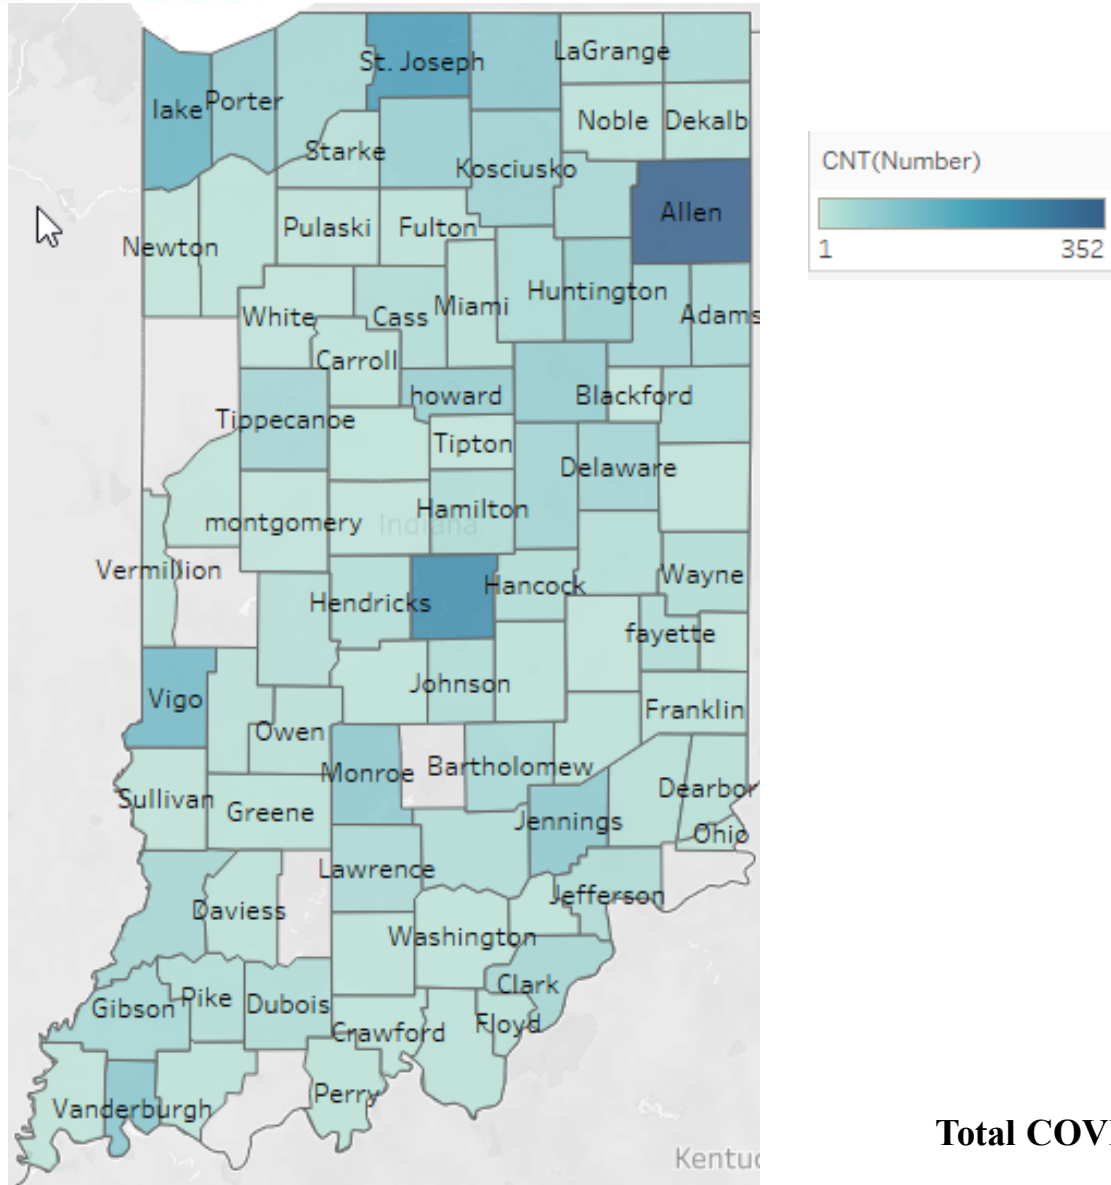 St. Joseph
LaGrange
lake
Porter
Noble
Dekalb
Starke
Kosciusko
Allen
Pulaski
Fulton
Newton
Huntington
Miami
White
Cass
Adams
Carroll
howard
Blackford
Tippecanoe
Tipton
Delaware
Hamilton
montgomery
Indiana
Vermillion
Wayne
Hancock
Hendricks
fayette
Johnson
Vigo
Franklin
Owen
Bartholomew
Monroe
Dearbor
Sullivan
Greene
Jennings
Ohio
Lawrence
Jefferson
Daviess
Washington
Clark
Pike
Dubois
Gibson
Floyd
Crawford
Perry
Vanderburgh
Kentuc
CNT(Number)
1 352
Total COV